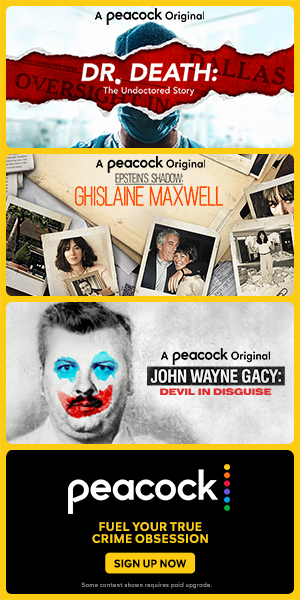 A peacock Original
DALLAS
OVERSIGHT IN
DR. DEATH:
The Undoctored Story
A peacock Original
EPSTEIN'S SHADOW:
GHISLAINE MAXWELL
A peacock Original
JOHN WAYNE GACY:
DEVIL IN DISGUISE
peacock
FUEL YOUR TRUE
CRIME OBSESSION
SIGN UP NOW
Some content shown requires paid upgrade.